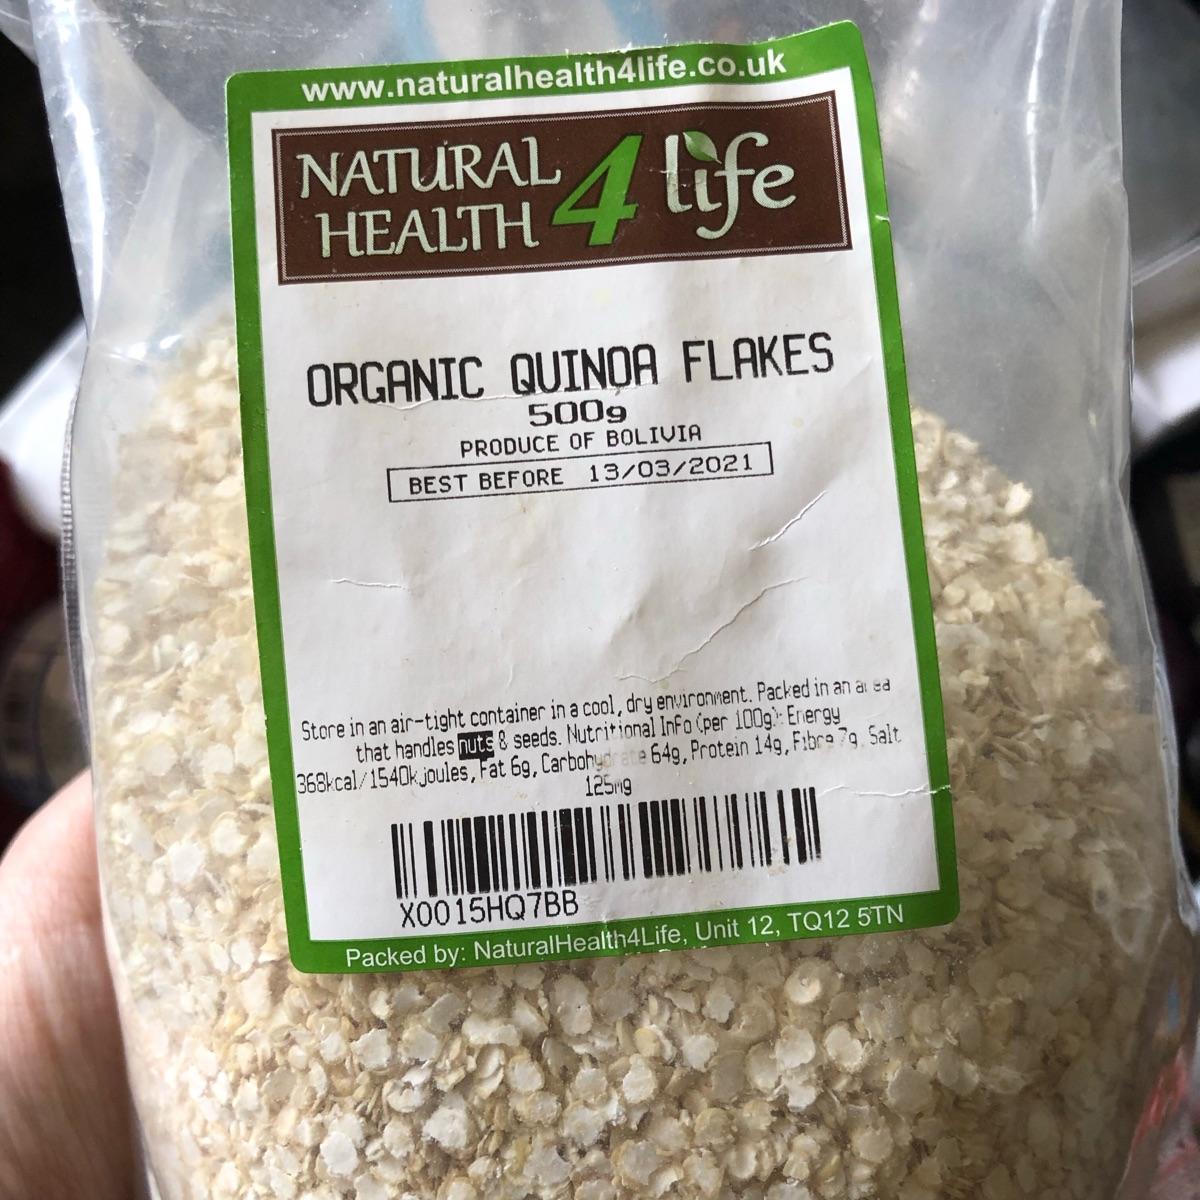 www.naturalhealth4life.co.uk
NATURAL
HEALTH 4 life
ORGANIC QUINOA FLAKES
500g
PRODUCE OF BOLIVIA
BEST BEFORE 13/03/2021
Store in an air-tight container in a cool, dry environment. Packed in an area
that handles nuts & seeds. Nutritional Info (per 100g): Energy
368kcal/1540kjoules, Fat 6g, Carbohydrate 64g, Protein 14g, Fibre 7g, Salt
125mg
X0015HQ7BB
Packed by: NaturalHealth4Life, Unit 12, TQ12 5TN